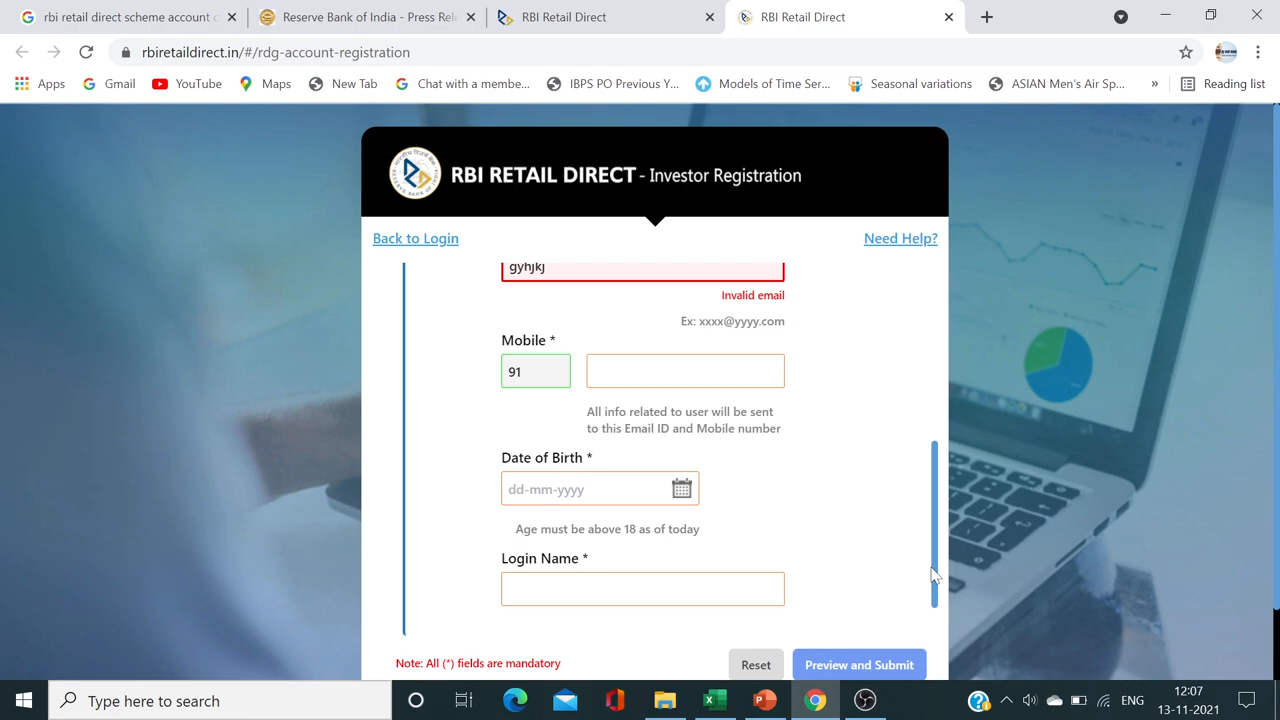 rbi retail direct scheme account o
Reserve Bank of India - Press Rel
RBI Retail Direct
RBI Retail Direct
rbiretaildirect.in/#/rdg-account-registration
Apps
Gmail
YouTube
Maps
New Tab
Chat with a membe...
IBPS PO Previous Y...
Models of Time Ser...
Seasonal variations
ASIAN Men's Air Sp...
»
Reading list
RBI RETAIL DIRECT - Investor Registration
Back to Login
Need Help?
gyhjkj
Invalid email
Ex: xxxx@yyyy.com
Mobile *
91
All info related to user will be sent
to this Email ID and Mobile number
Date of Birth *
dd-mm-yyyy
Age must be above 18 as of today
Login Name *
Note: All (*) fields are mandatory
Reset
Preview and Submit
Type here to search
ENG
12:07
13-11-2021